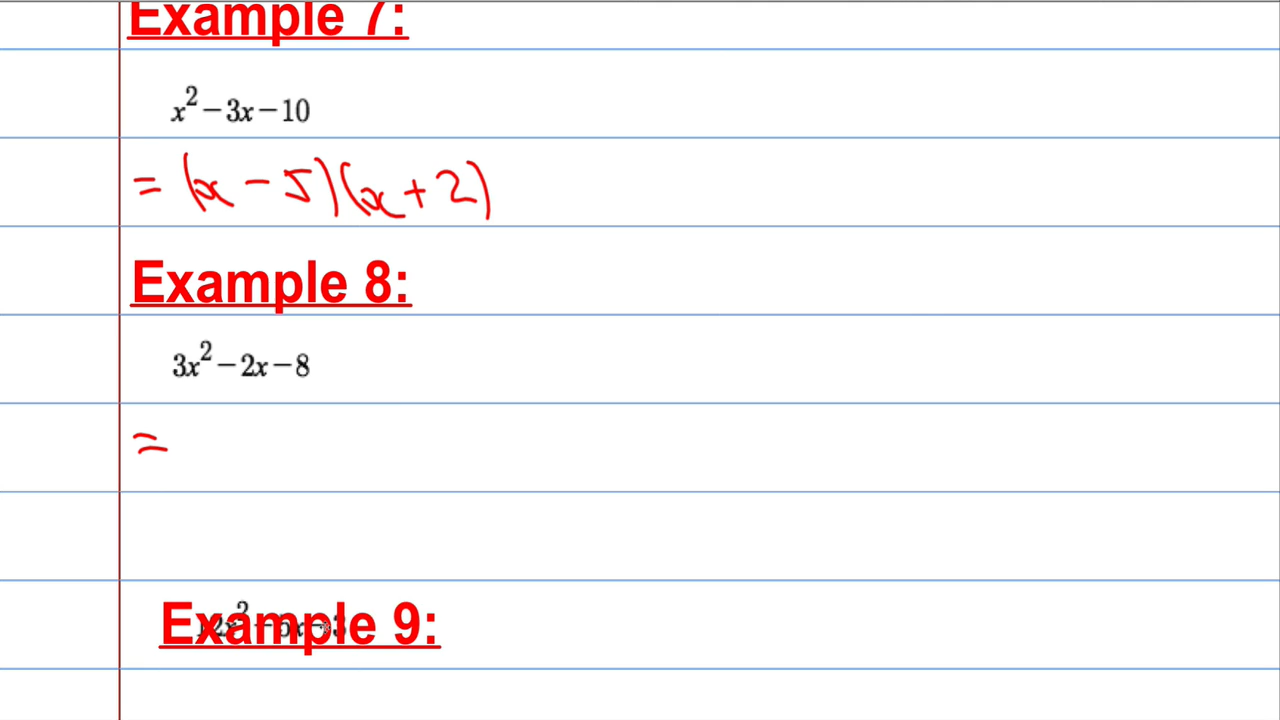 Example 7:
x² − 3x − 10
= (x − 5)(x + 2)
Example 8:
3x² − 2x − 8
=
Example 9: